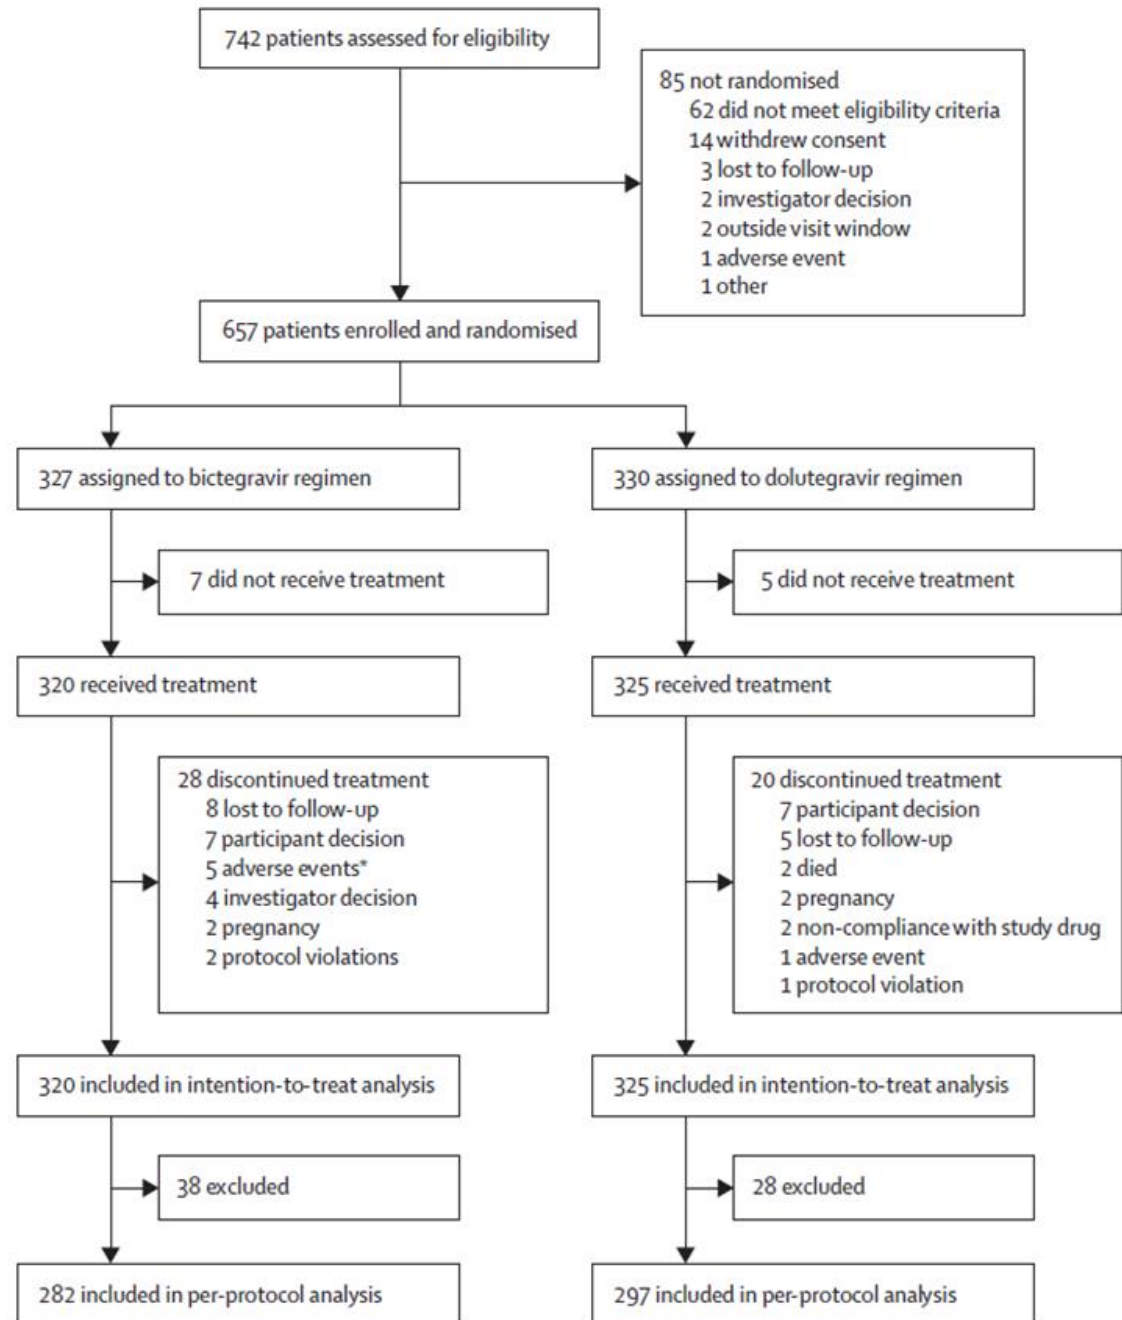 742 patients assessed for eligibility
85 not randomised
62 did not meet eligibility criteria
14 withdrew consent
3 lost to follow-up
2 investigator decision
2 outside visit window
1 adverse event
1 other
657 patients enrolled and randomised
327 assigned to bictegravir regimen
330 assigned to dolutegravir regimen
7 did not receive treatment
5 did not receive treatment
320 received treatment
325 received treatment
28 discontinued treatment
8 lost to follow-up
7 participant decision
5 adverse events*
4 investigator decision
2 pregnancy
2 protocol violations
20 discontinued treatment
7 participant decision
5 lost to follow-up
2 died
2 pregnancy
2 non-compliance with study drug
1 adverse event
1 protocol violation
320 included in intention-to-treat analysis
325 included in intention-to-treat analysis
38 excluded
28 excluded
282 included in per-protocol analysis
297 included in per-protocol analysis